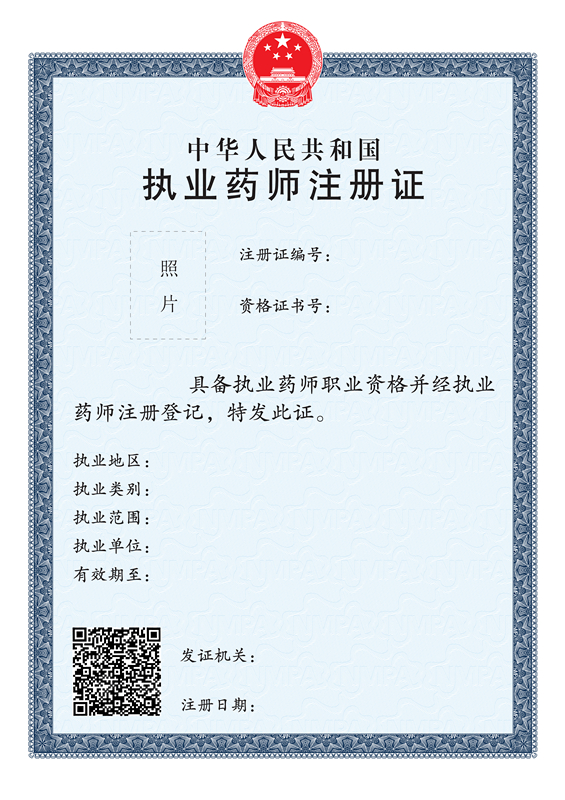 中华人民共和国
执业药师注册证
照
片
注册证编号：
资格证书号：
具备执业药师职业资格并经执业
药师注册登记，特发此证。
执业地区：
执业类别：
执业范围：
执业单位：
有效期至：
发证机关：
注册日期：